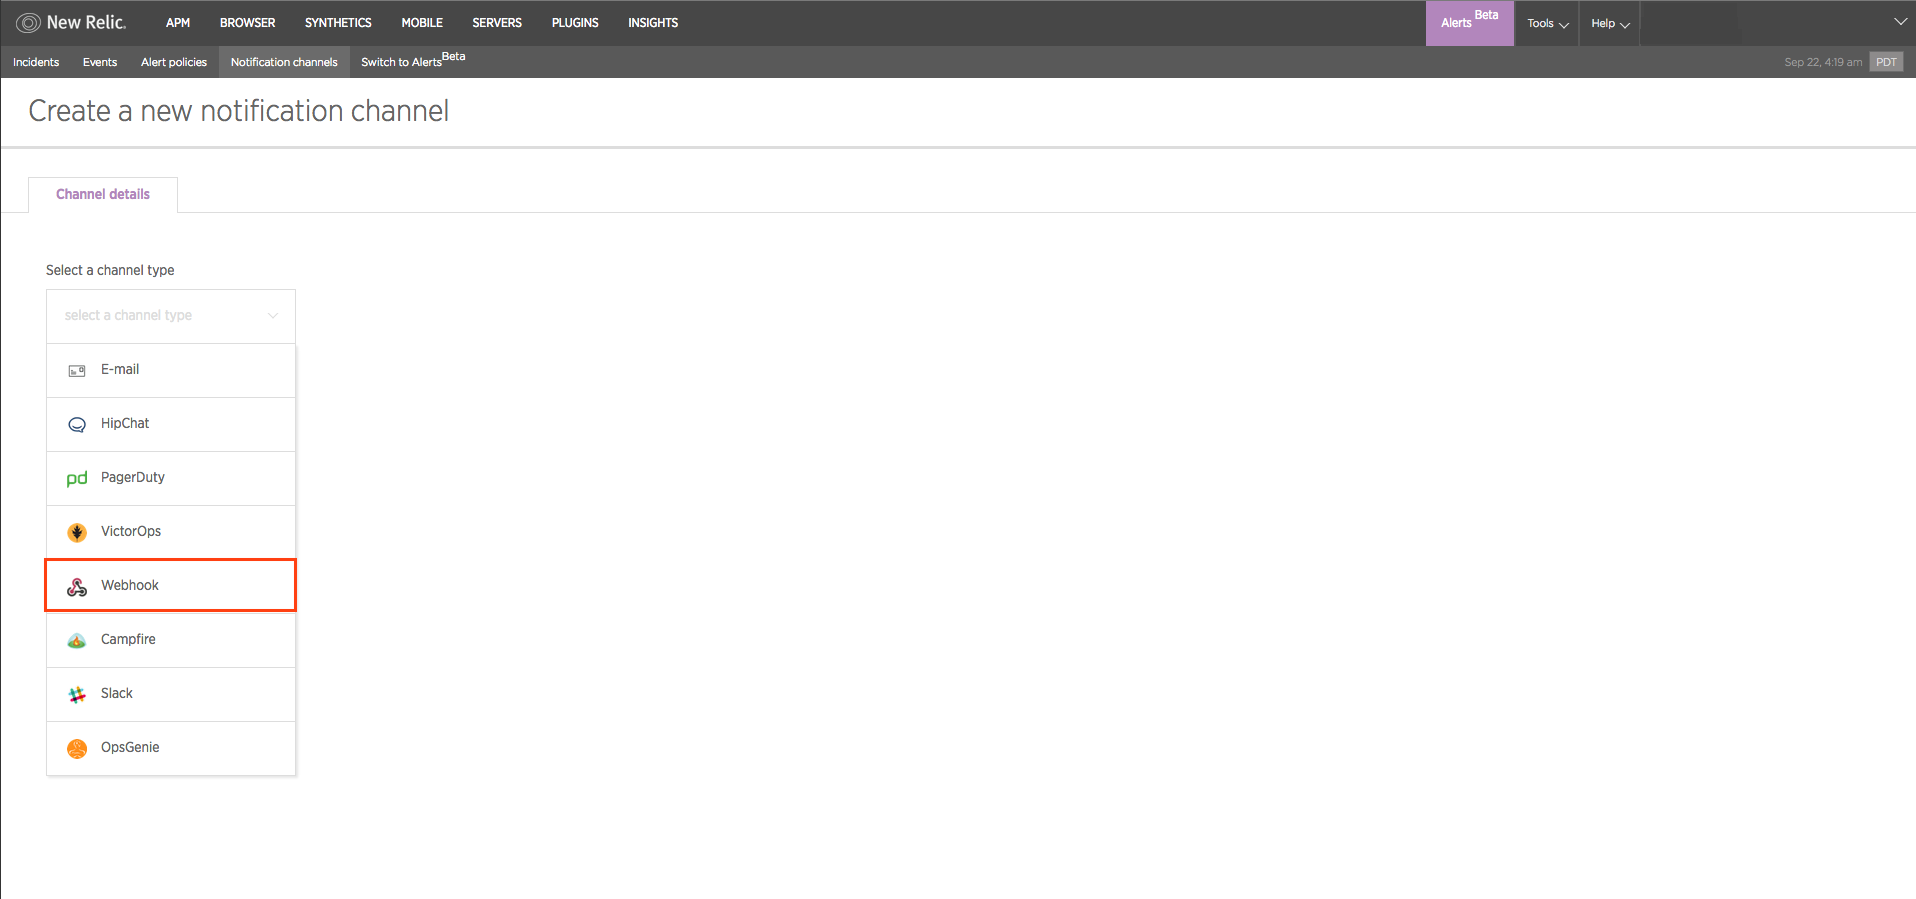 New Relic. APM BROWSER SYNTHETICS MOBILE SERVERS PLUGINS INSIGHTS Alerts Beta Tools Help
Incidents Events Alert policies Notification channels Switch to Alerts Beta Sep 22, 4:19 am PDT
Create a new notification channel
Channel details
Select a channel type
select a channel type
E-mail
HipChat
pd PagerDuty
VictorOps
Webhook
Campfire
Slack
OpsGenie